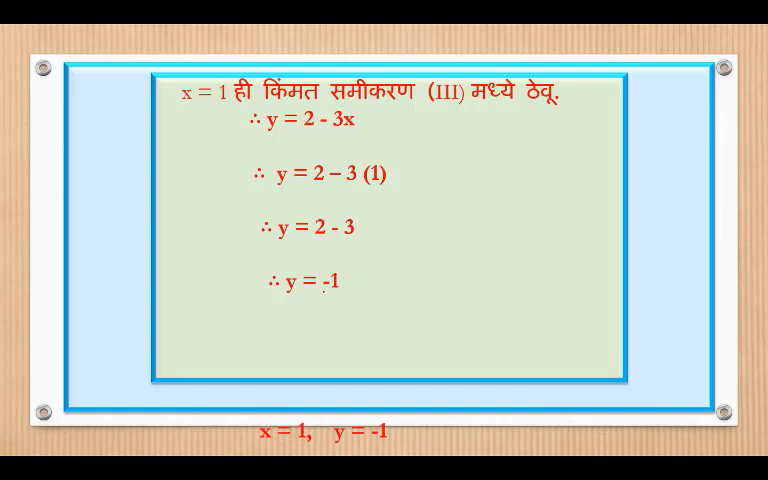 x = 1 ही किंमत समीकरण (III) मध्ये ठेवू.
∴ y = 2 - 3x
∴ y = 2 – 3 (1)
∴ y = 2 - 3
∴ y = -1
x = 1, y = -1